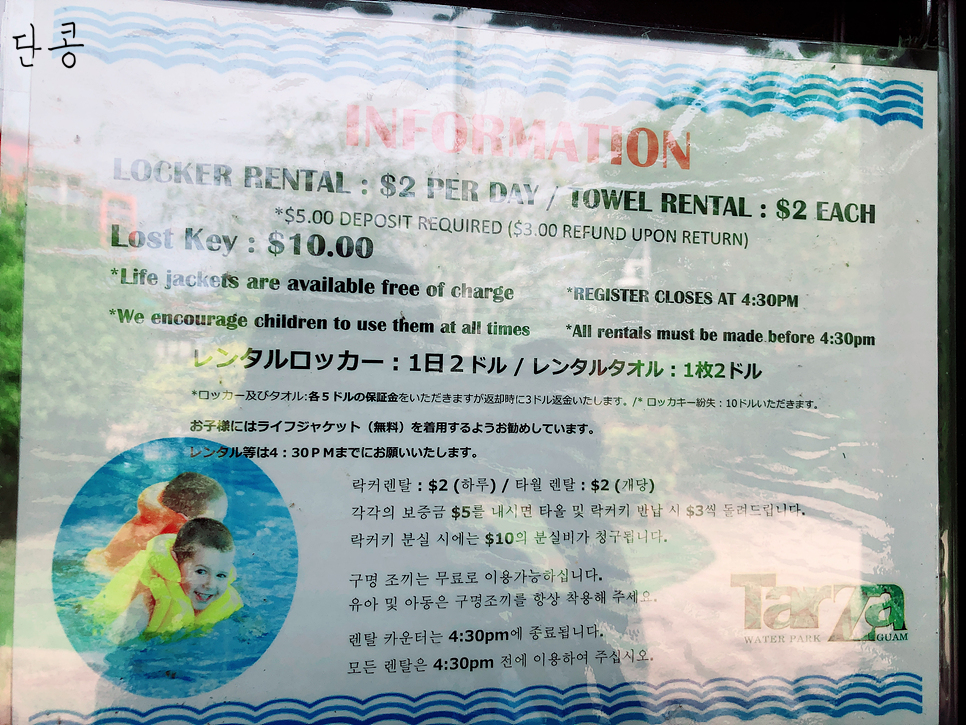 단콩
INFORMATION
LOCKER RENTAL : $2 PER DAY / TOWEL RENTAL : $2 EACH
*$5.00 DEPOSIT REQUIRED ($3.00 REFUND UPON RETURN)
Lost Key : $10.00
*Life jackets are available free of charge
*REGISTER CLOSES AT 4:30PM
*We encourage children to use them at all times
*All rentals must be made before 4:30pm
レンタルロッカー：1日２ドル / レンタルタオル：1枚2ドル
*ロッカー及びタオル:各５ドルの保証金をいただきますが返却時に3ドル返金いたします。/* ロッカキー紛失：10ドルいただきます。
お子様にはライフジャケット（無料）を着用するようお勧めしています。
レンタル等は4：30PMまでにお願いいたします。
락커렌탈 : $2 (하루) / 타월 렌탈 : $2 (개당)
각각의 보증금 $5를 내시면 타올 및 락커키 반납 시 $3씩 돌려드립니다.
락커키 분실 시에는 $10의 분실비가 청구됩니다.
구명 조끼는 무료로 이용가능하십니다.
유아 및 아동은 구명조끼를 항상 착용해 주세요.
렌탈 카운터는 4:30pm에 종료됩니다.
모든 렌탈은 4:30pm 전에 이용하여 주십시오.
Tarza
WATER PARK GUAM